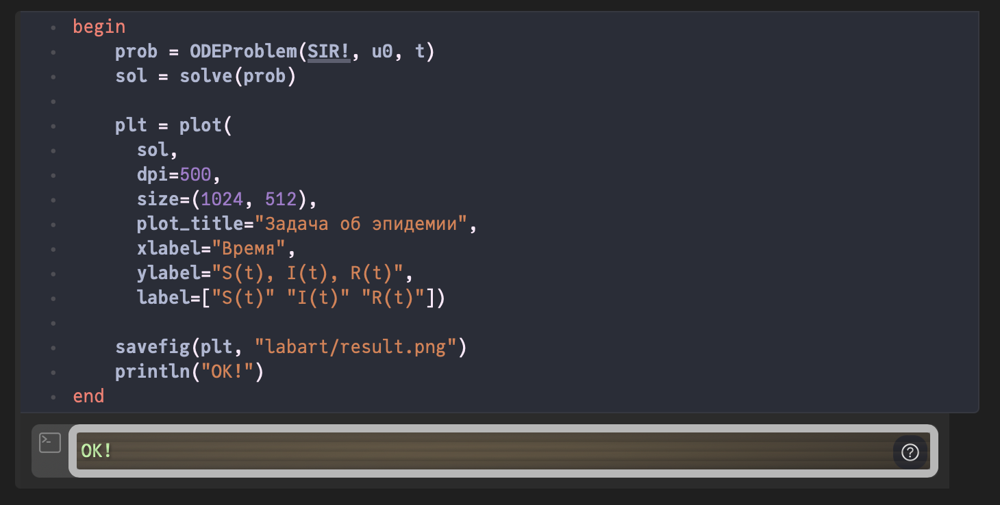 begin
    prob = ODEProblem(SIR!, u0, t)
    sol = solve(prob)
    plt = plot(
      sol,
      dpi=500,
      size=(1024, 512),
      plot_title="Задача об эпидемии",
      xlabel="Время",
      ylabel="S(t), I(t), R(t)",
      label=["S(t)" "I(t)" "R(t)"])
    savefig(plt, "labart/result.png")
    println("OK!")
end
OK!